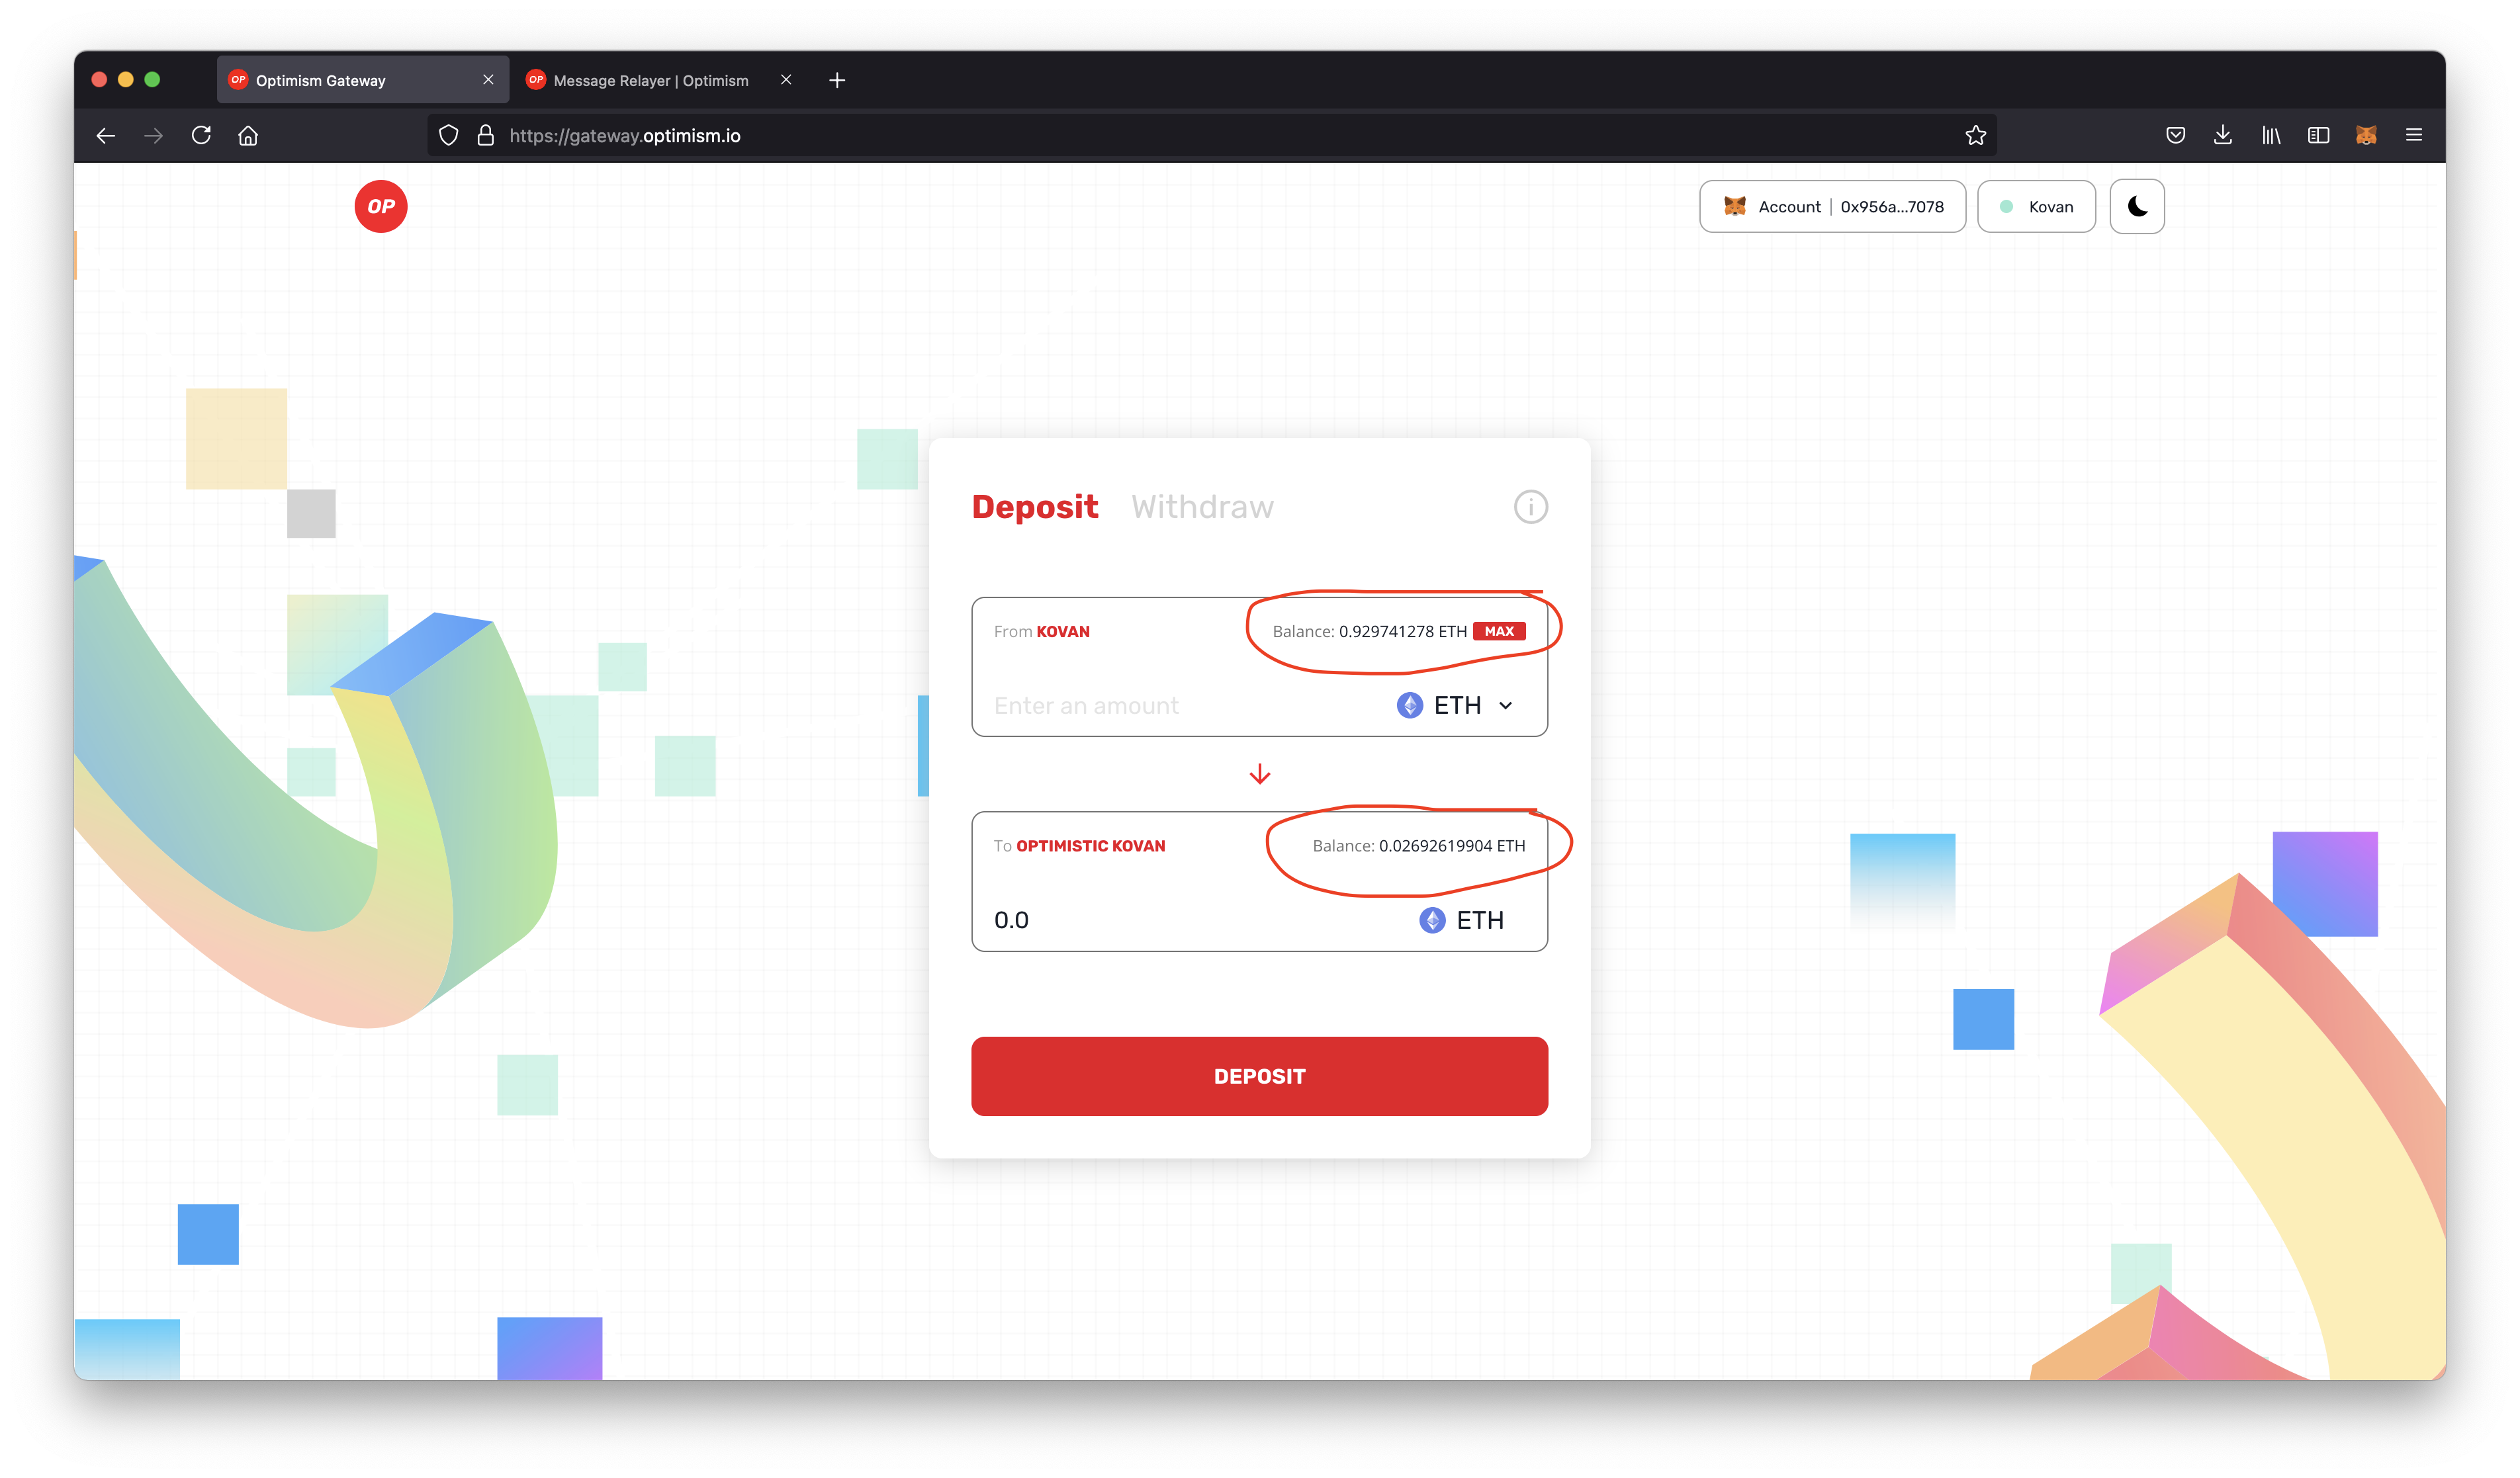 OP Optimism Gateway OP Message Relayer | Optimism
https://gateway.optimism.io
OP Account | 0x956a...7078 Kovan
Deposit Withdraw i
From KOVAN Balance: 0.929741278 ETH MAX
Enter an amount ETH
To OPTIMISTIC KOVAN Balance: 0.02692619904 ETH
0.0 ETH
DEPOSIT